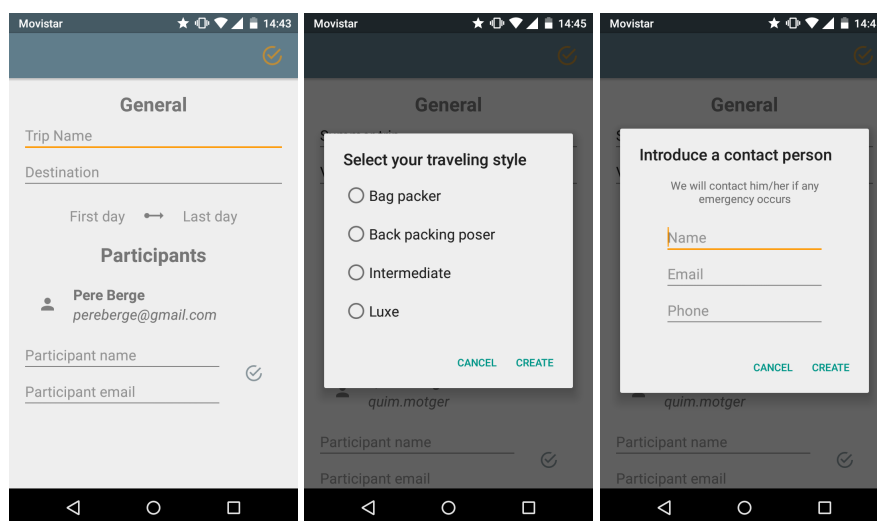 Movistar 14:43
General
Trip Name
Destination
First day Last day
Participants
Pere Berge
pereberge@gmail.com
Participant name
Participant email
Movistar 14:45
General
Select your traveling style
Bag packer
Back packing poser
Intermediate
Luxe
CANCEL CREATE
quim.motger
Participant name
Participant email
Movistar 14:4
General
Introduce a contact person
We will contact him/her if any
emergency occurs
Name
Email
Phone
CANCEL CREATE
quim.motger
Participant name
Participant email